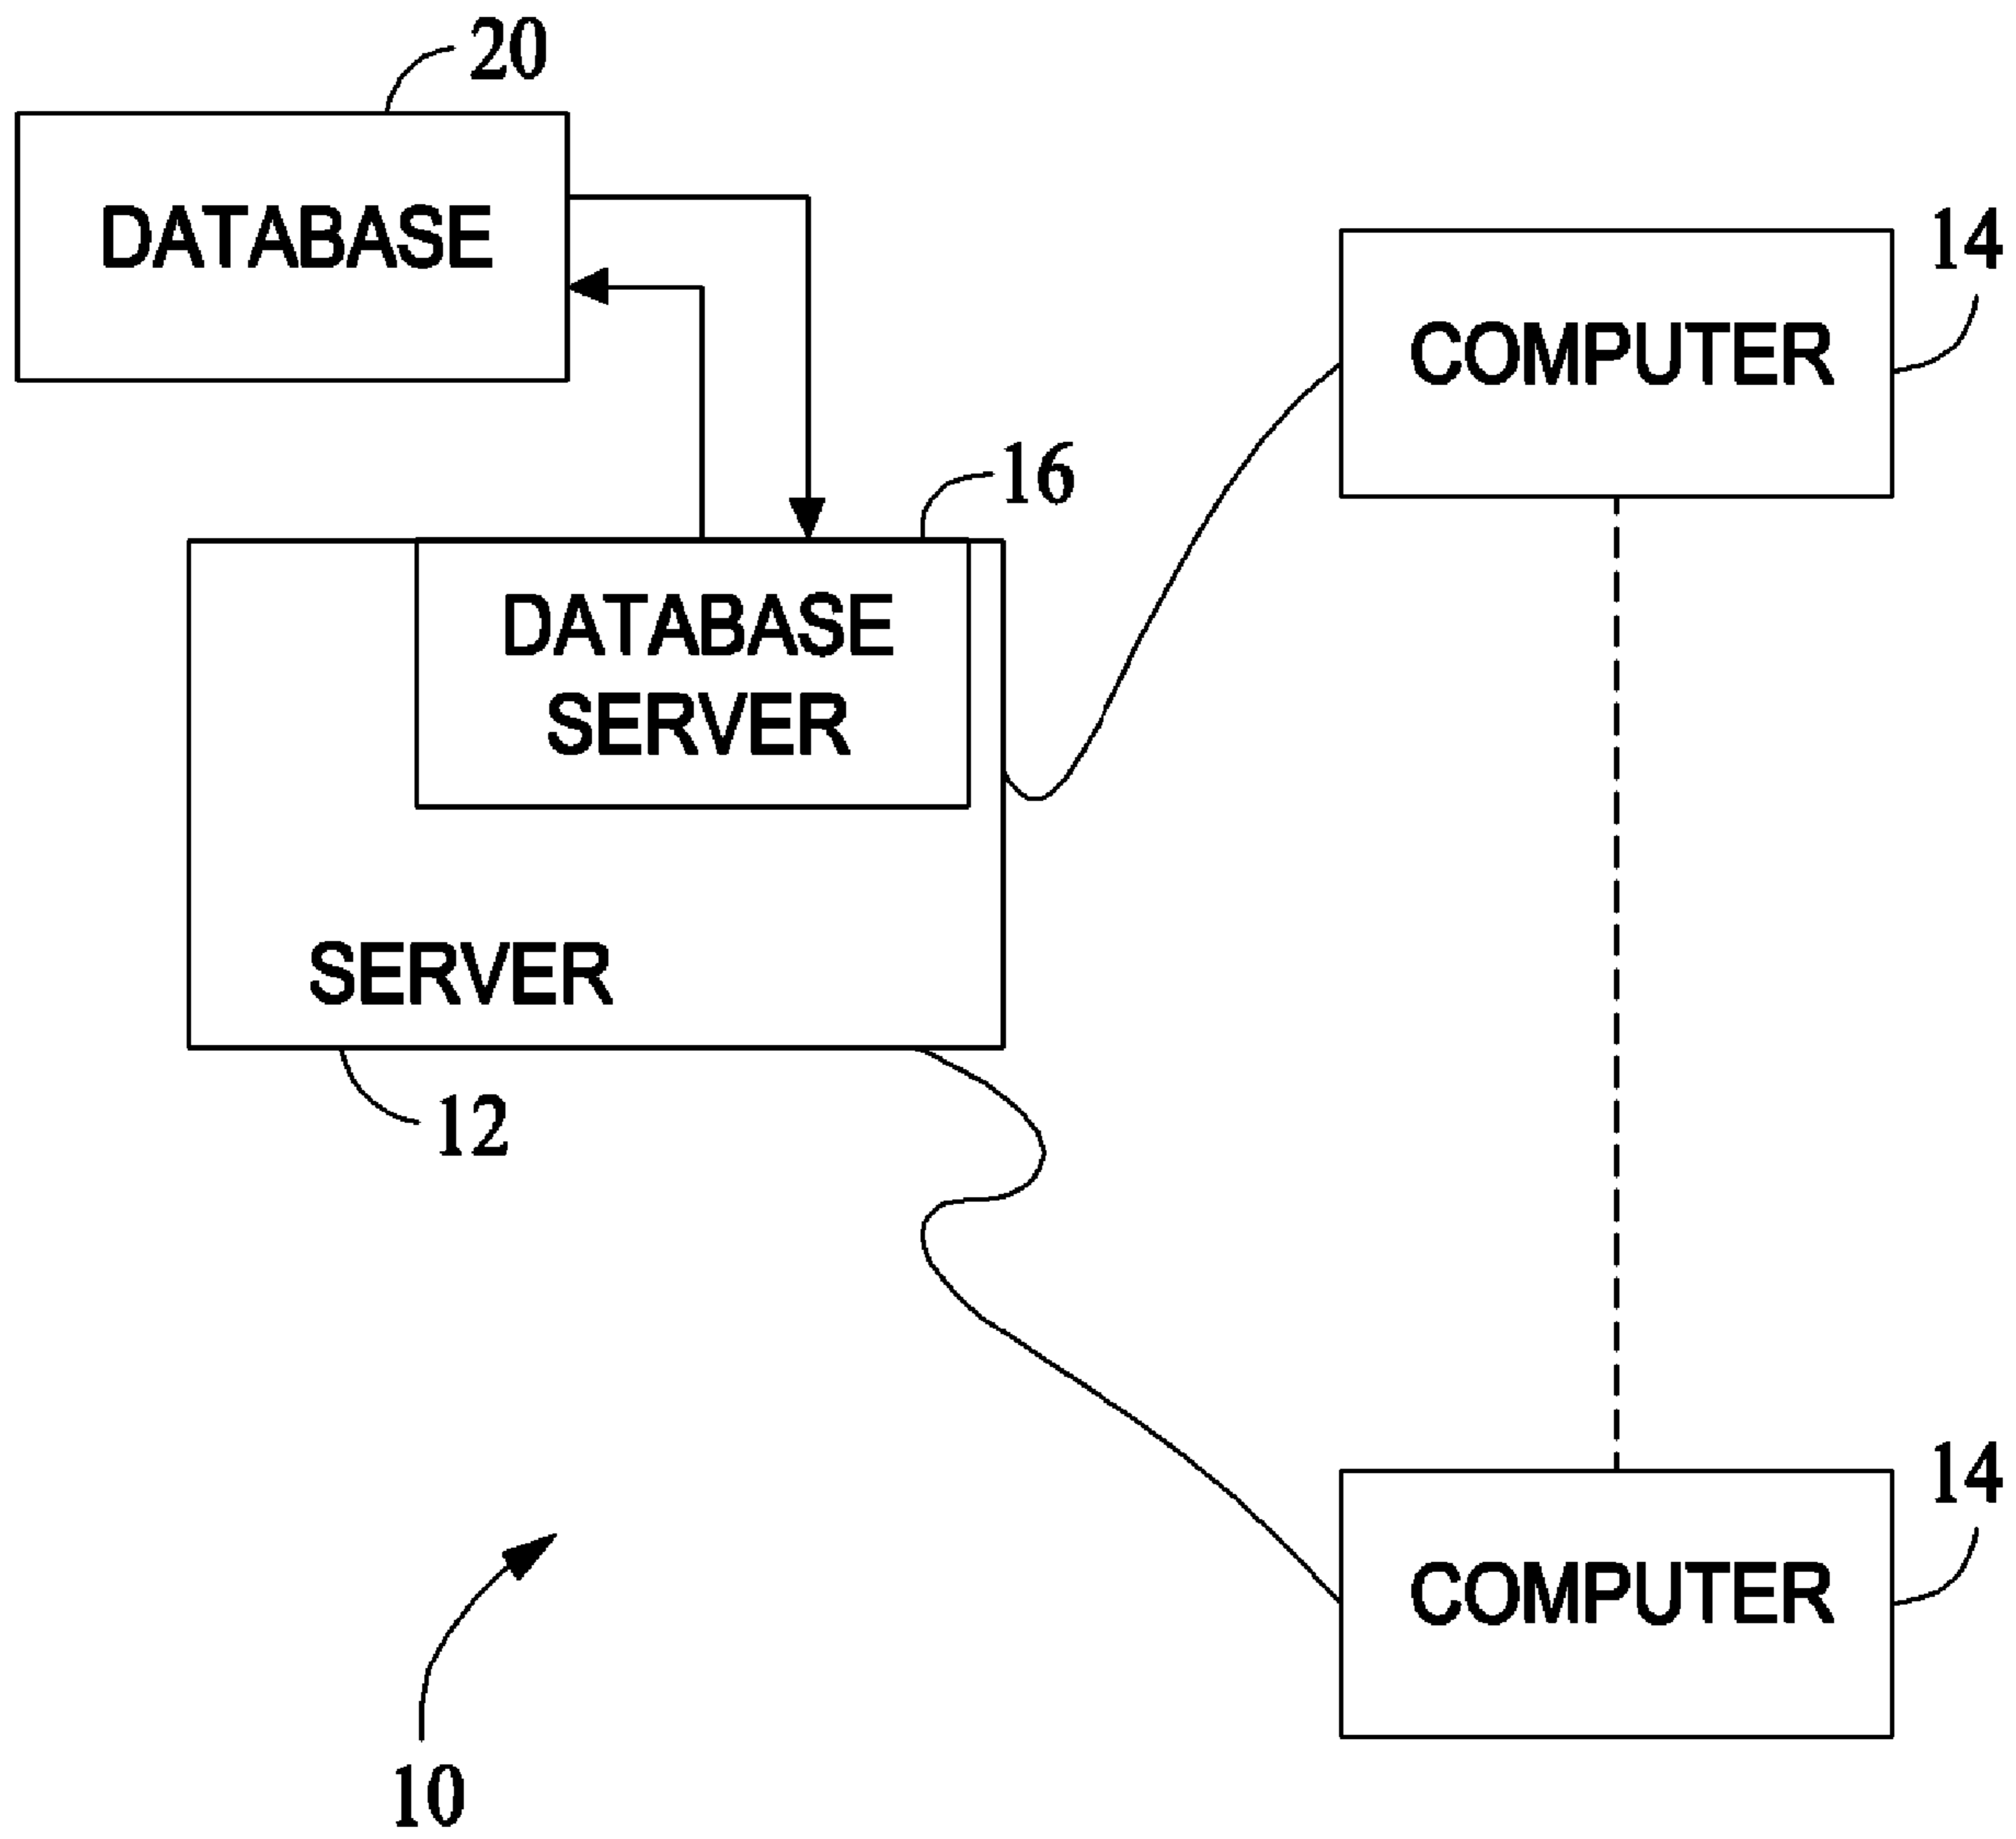 20
DATABASE
14
COMPUTER
16
DATABASE
SERVER
SERVER
12
14
COMPUTER
10